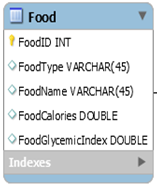 Food
FoodID INT
FoodType VARCHAR(45)
FoodName VARCHAR(45)
FoodCalories DOUBLE
FoodGlycemicIndex DOUBLE
Indexes